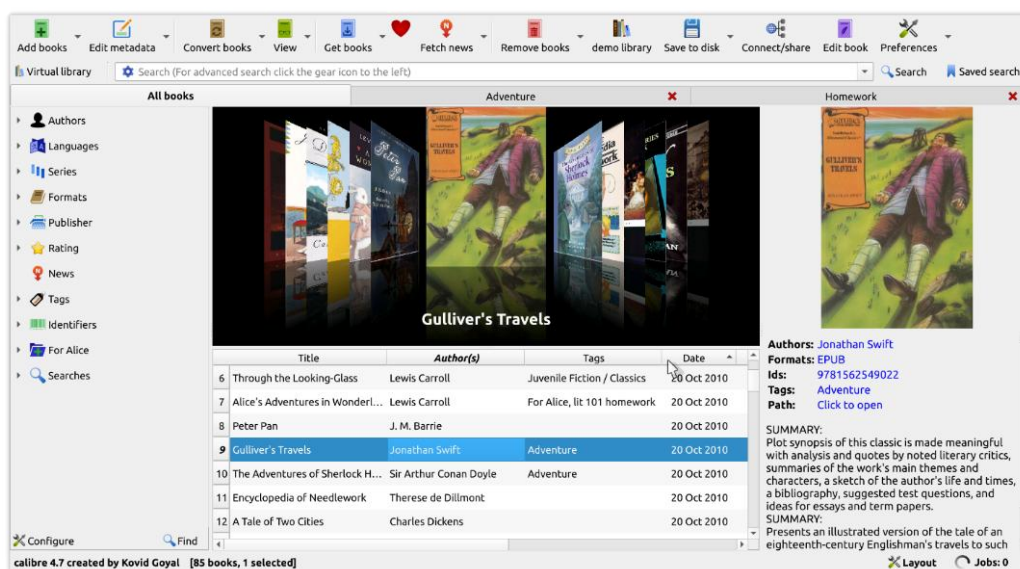 Add books Edit metadata Convert books View Get books Fetch news Remove books demo library Save to disk Connect/share Edit book Preferences
Virtual library Search (For advanced search click the gear icon to the left) Search Saved search
All books Adventure Homework
Authors
Languages
Series
Formats
Publisher
Rating
News
Tags
Identifiers
For Alice
Searches
Configure Find
Peter Pan
GULLIVER'S
TRAVELS
Sherlock
Holmes
Gulliver's Travels
Title Author(s) Tags Date
6 Through the Looking-Glass Lewis Carroll Juvenile Fiction / Classics 20 Oct 2010
7 Alice's Adventures in Wonderl... Lewis Carroll For Alice, lit 101 homework 20 Oct 2010
8 Peter Pan J. M. Barrie 20 Oct 2010
9 Gulliver's Travels Jonathan Swift Adventure 20 Oct 2010
10 The Adventures of Sherlock H... Sir Arthur Conan Doyle Adventure 20 Oct 2010
11 Encyclopedia of Needlework Therese de Dillmont 20 Oct 2010
12 A Tale of Two Cities Charles Dickens 20 Oct 2010
GULLIVER'S
TRAVELS
Authors: Jonathan Swift
Formats: EPUB
Ids: 9781562549022
Tags: Adventure
Path: Click to open
SUMMARY:
Plot synopsis of this classic is made meaningful
with analysis and quotes by noted literary critics,
summaries of the work's main themes and
characters, a sketch of the author's life and times,
a bibliography, suggested test questions, and
ideas for essays and term papers.
SUMMARY:
Presents an illustrated version of the tale of an
eighteenth-century Englishman's travels to such
calibre 4.7 created by Kovid Goyal [85 books, 1 selected] Layout Jobs: 0